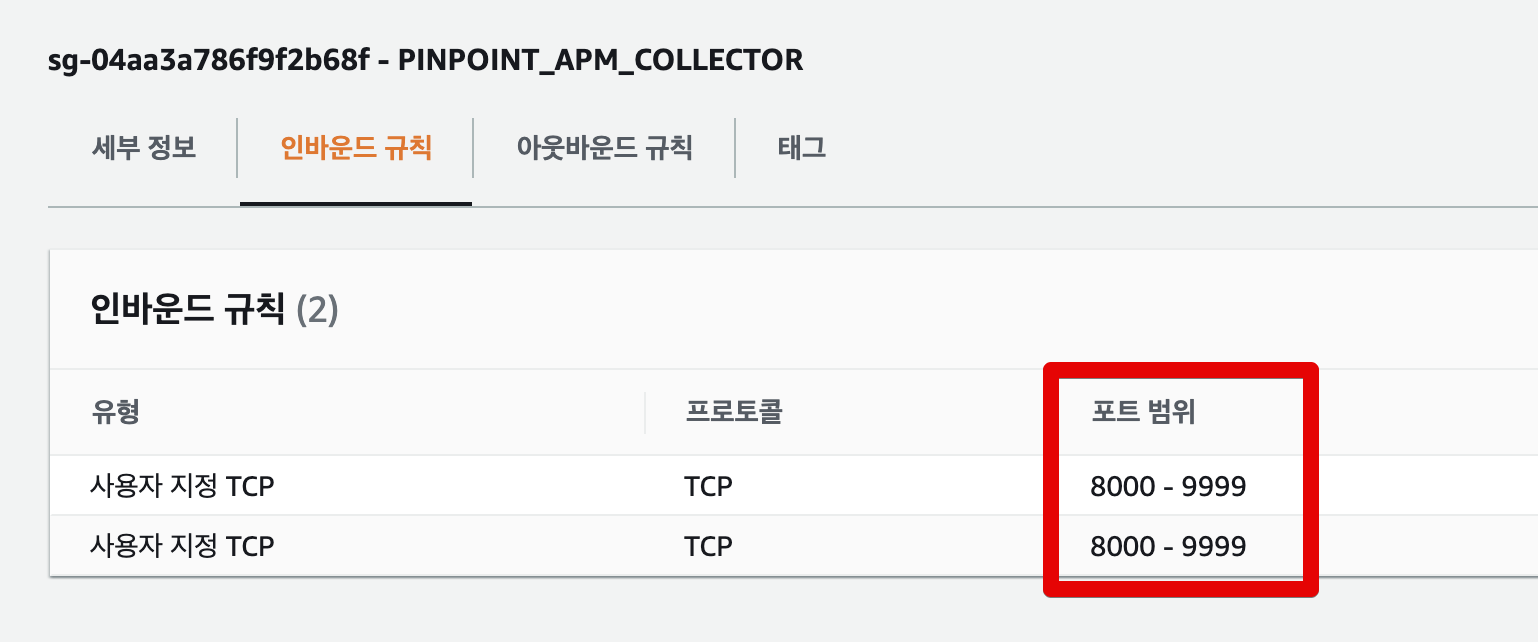 sg-04aa3a786f9f2b68f - PINPOINT_APM_COLLECTOR
세부 정보 인바운드 규칙 아웃바운드 규칙 태그
인바운드 규칙 (2)
유형 프로토콜 포트 범위
사용자 지정 TCP TCP 8000 - 9999
사용자 지정 TCP TCP 8000 - 9999